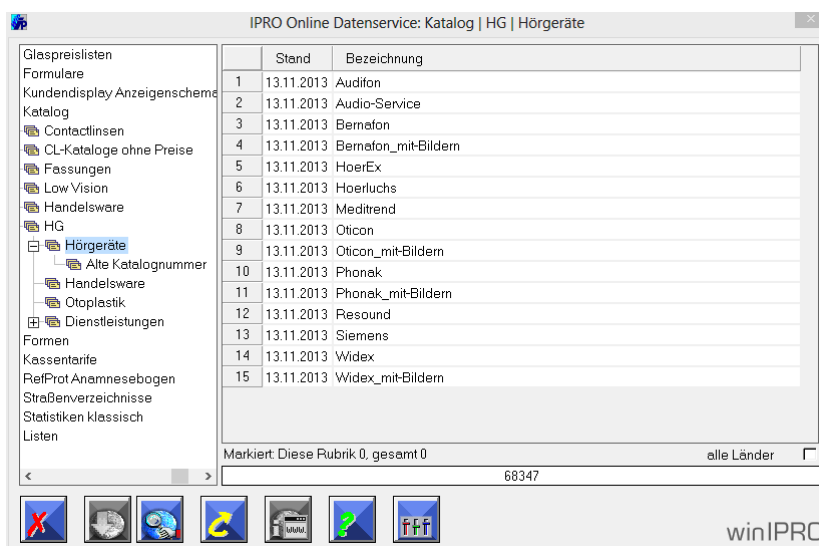 IPRO Online Datenservice: Katalog | HG | Hörgeräte
Glaspreislisten
Formulare
Kundendisplay Anzeigenschema
Katalog
Contactlinsen
CL-Kataloge ohne Preise
Fassungen
Low Vision
Handelsware
HG
Hörgeräte
Alte Katalognummer
Handelsware
Otoplastik
Dienstleistungen
Formen
Kassentarife
RefProt Anamnesebogen
Straßenverzeichnisse
Statistiken klassisch
Listen
Stand Bezeichnung
1 13.11.2013 Audifon
2 13.11.2013 Audio-Service
3 13.11.2013 Bernafon
4 13.11.2013 Bernafon_mit-Bildern
5 13.11.2013 HoerEx
6 13.11.2013 Hoerluchs
7 13.11.2013 Meditrend
8 13.11.2013 Oticon
9 13.11.2013 Oticon_mit-Bildern
10 13.11.2013 Phonak
11 13.11.2013 Phonak_mit-Bildern
12 13.11.2013 Resound
13 13.11.2013 Siemens
14 13.11.2013 Widex
15 13.11.2013 Widex_mit-Bildern
Markiert: Diese Rubrik 0, gesamt 0 alle Länder
68347
www.
winIPRO